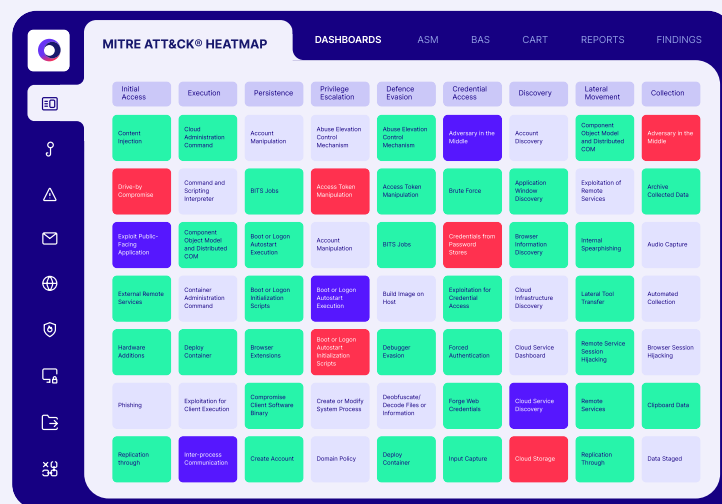 MITRE ATT&CK® HEATMAP
DASHBOARDS
ASM
BAS
CART
REPORTS
FINDINGS
Initial
Access
Execution
Persistence
Privilege
Escalation
Defence
Evasion
Credential
Access
Discovery
Lateral
Movement
Collection
Content
Injection
Cloud
Administration
Command
Account
Manipulation
Abuse Elevation
Control
Mechanism
Abuse Elevation
Control
Mechanism
Adversary in the
Middle
Account
Discovery
Component
Object Model
and Distributed
COM
Adversary in the
Middle
Drive-by
Compromise
Command and
Scripting
Interpreter
BITS Jobs
Access Token
Manipulation
Access Token
Manipulation
Brute Force
Application
Window
Discovery
Exploitation of
Remote
Services
Archive
Collected Data
Exploit Public-
Facing
Application
Component
Object Model
and Distributed
COM
Boot or Logon
Autostart
Execution
Account
Manipulation
BITS Jobs
Credentials from
Password
Stores
Browser
Information
Discovery
Internal
Spearphishing
Audio Capture
External Remote
Services
Container
Administration
Command
Boot or Logon
Initialization
Scripts
Boot or Logon
Autostart
Execution
Build Image on
Host
Exploitation for
Credential
Access
Cloud
Infrastructure
Discovery
Lateral Tool
Transfer
Automated
Collection
Hardware
Additions
Deploy
Container
Browser
Extensions
Boot or Logon
Autostart
Initialization
Scripts
Debugger
Evasion
Forced
Authentication
Cloud Service
Dashboard
Remote Service
Session
Hijacking
Browser Session
Hijacking
Phishing
Exploitation for
Client Execution
Compromise
Client Software
Binary
Create or Modify
System Process
Deobfuscate/
Decode Files or
Information
Forge Web
Credentials
Cloud Service
Discovery
Remote
Services
Clipboard Data
Replication
through
Inter-process
Communication
Create Account
Domain Policy
Deploy
Container
Input Capture
Cloud Storage
Replication
Through
Data Staged